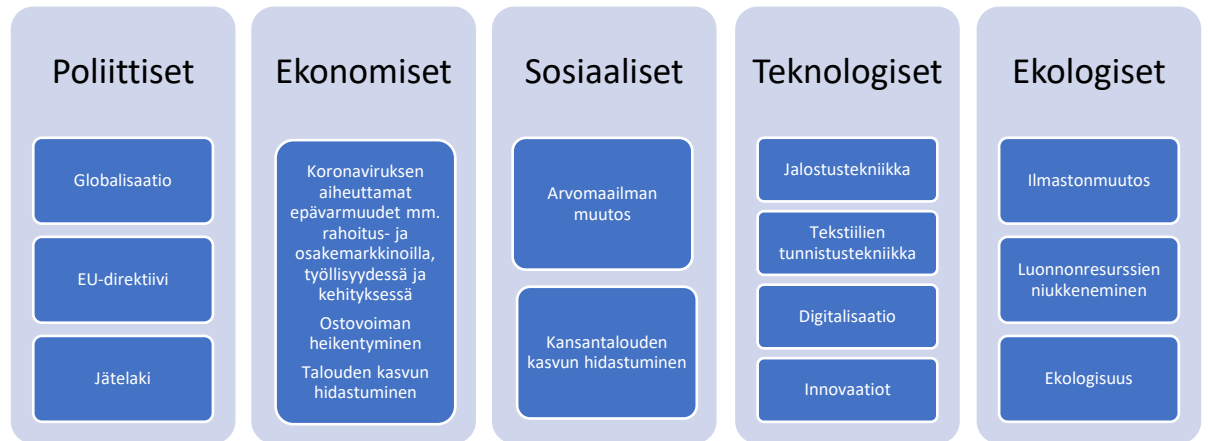 Poliittiset
Globalisaatio
EU-direktiivi
Jätelaki
Ekonomiset
Koronaviruksen
aiheuttamat
epävarmuudet mm.
rahoitus- ja
osakemarkkinoilla,
työllisyydessä ja
kehityksessä
Ostovoiman
heikentyminen
Talouden kasvun
hidastuminen
Sosiaaliset
Arvomaailman
muutos
Kansantalouden
kasvun hidastuminen
Teknologiset
Jalostustekniikka
Tekstiilien
tunnistustekniikka
Digitalisaatio
Innovaatiot
Ekologiset
Ilmastonmuutos
Luonnonresurssien
niukkeneminen
Ekologisuus